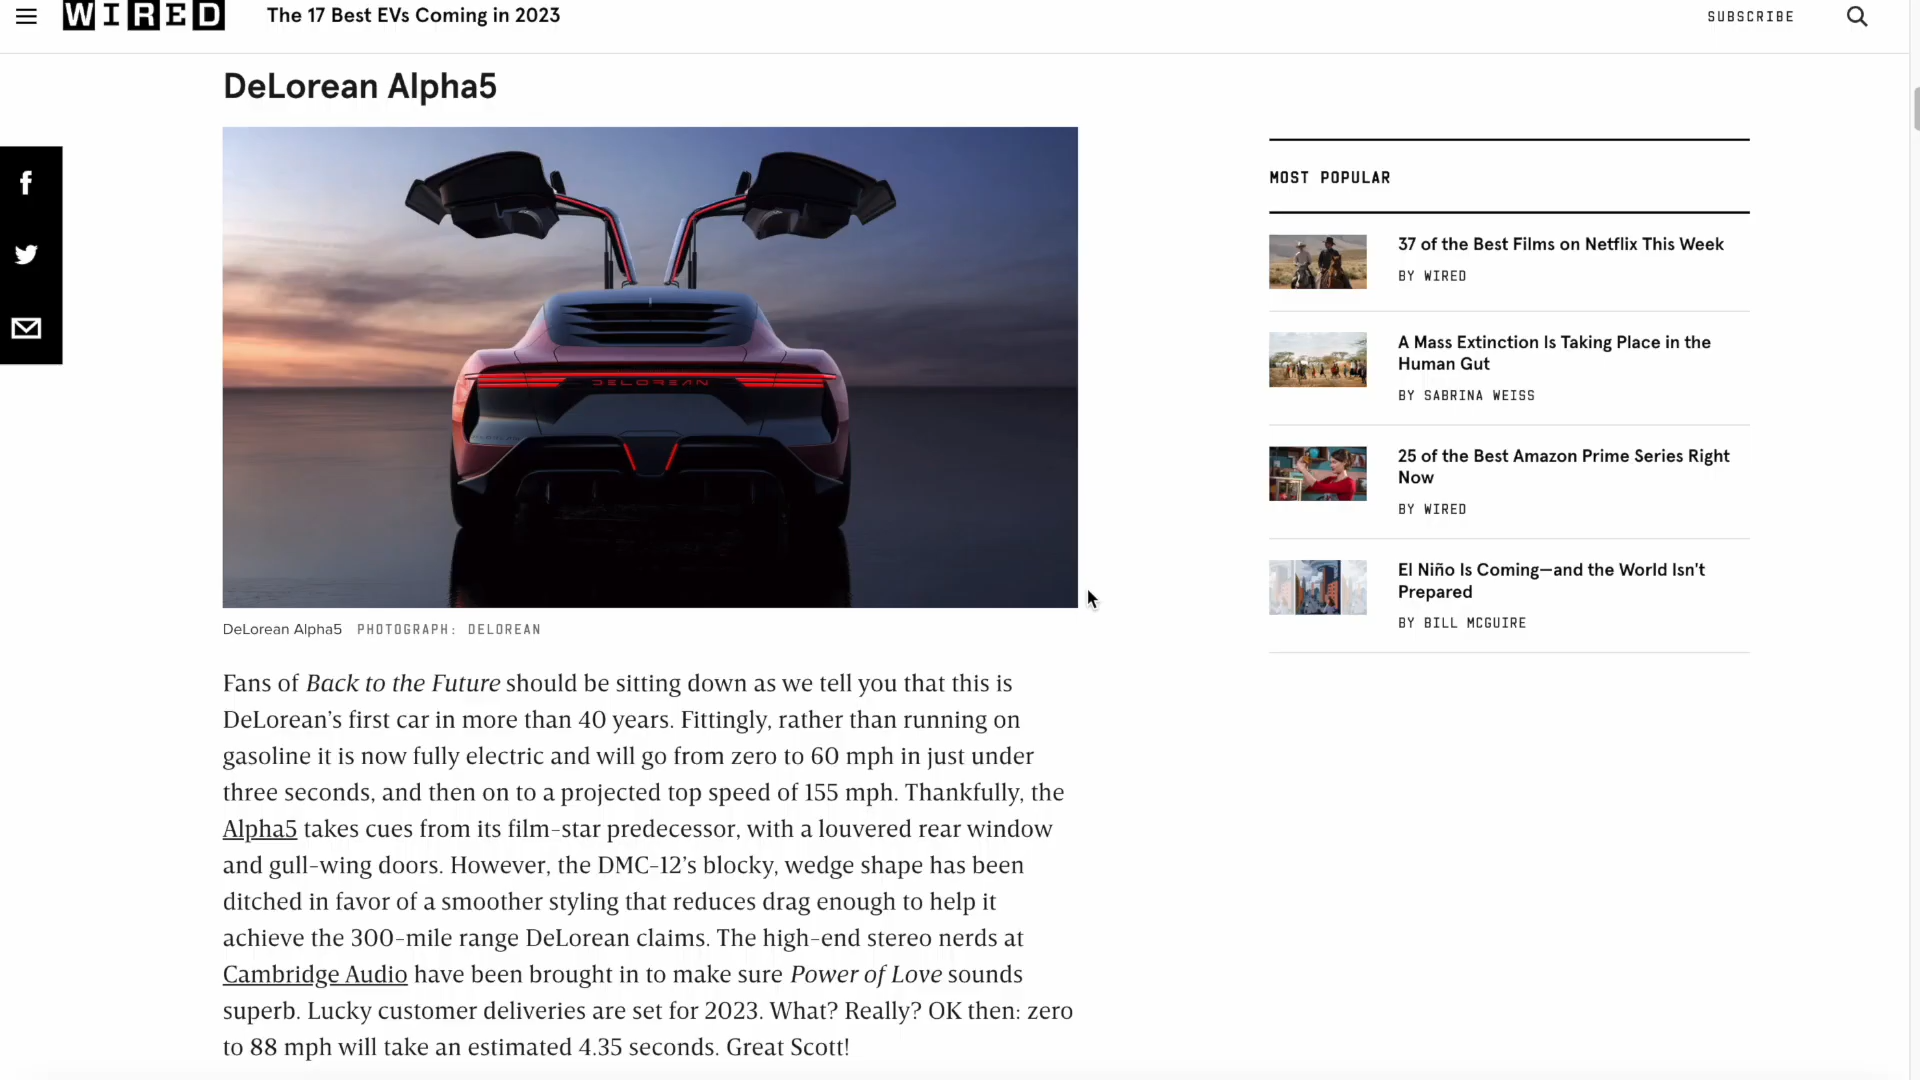 WIRED
The 17 Best EVs Coming in 2023
SUBSCRIBE
DeLorean Alpha5
DELOREAN
DeLorean Alpha5 PHOTOGRAPH: DELOREAN
Fans of Back to the Future should be sitting down as we tell you that this is
DeLorean’s first car in more than 40 years. Fittingly, rather than running on
gasoline it is now fully electric and will go from zero to 60 mph in just under
three seconds, and then on to a projected top speed of 155 mph. Thankfully, the
Alpha5 takes cues from its film-star predecessor, with a louvered rear window
and gull-wing doors. However, the DMC-12’s blocky, wedge shape has been
ditched in favor of a smoother styling that reduces drag enough to help it
achieve the 300-mile range DeLorean claims. The high-end stereo nerds at
Cambridge Audio have been brought in to make sure Power of Love sounds
superb. Lucky customer deliveries are set for 2023. What? Really? OK then: zero
to 88 mph will take an estimated 4.35 seconds. Great Scott!
MOST POPULAR
37 of the Best Films on Netflix This Week
BY WIRED
A Mass Extinction Is Taking Place in the
Human Gut
BY SABRINA WEISS
25 of the Best Amazon Prime Series Right
Now
BY WIRED
El Niño Is Coming—and the World Isn't
Prepared
BY BILL MCGUIRE